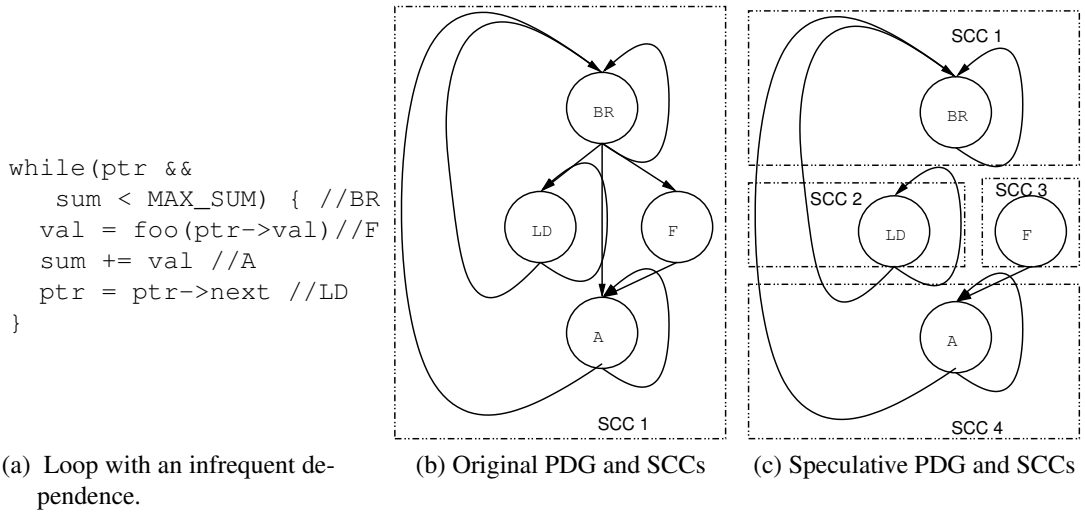 while(ptr &&
sum < MAX_SUM) { //BR
val = foo(ptr->val)//F
sum += val //A
ptr = ptr->next //LD
}
(a) Loop with an infrequent de-
pendence.
BR
LD
F
A
SCC 1
(b) Original PDG and SCCs
SCC 1
BR
SCC 2
SCC 3
LD
F
A
SCC 4
(c) Speculative PDG and SCCs